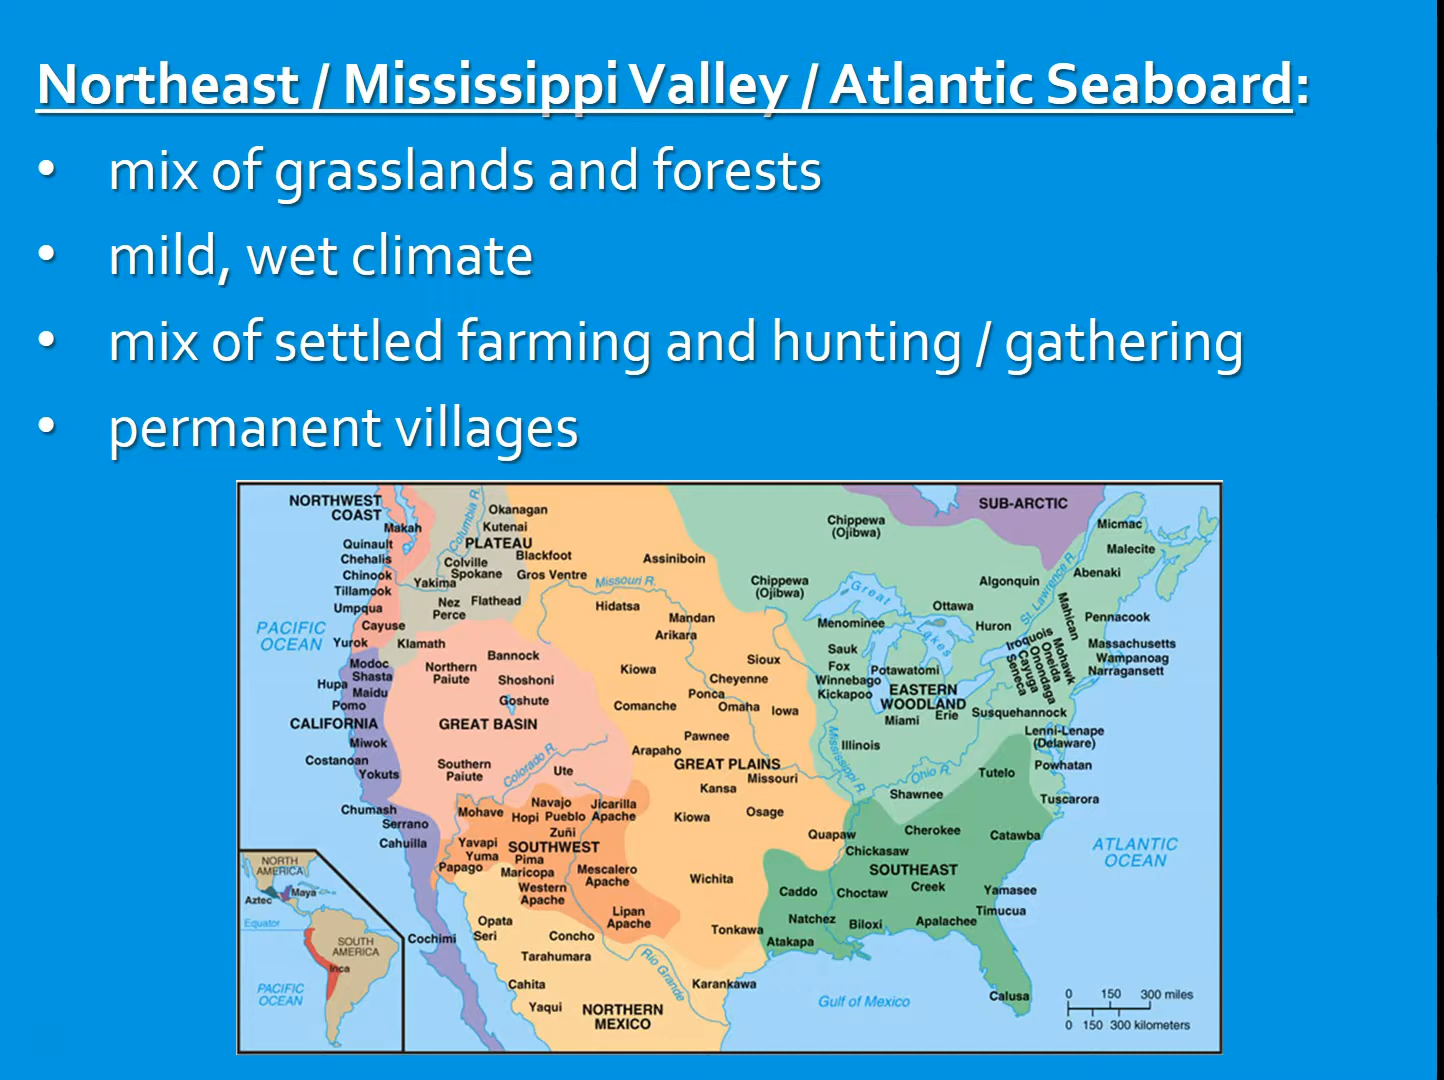 Northeast / Mississippi Valley / Atlantic Seaboard:
• mix of grasslands and forests
• mild, wet climate
• mix of settled farming and hunting / gathering
• permanent villages
NORTHWEST
COAST
Makah
Quinault
Chehalis
Chinook
Tillamook
Umpqua
Cayuse
Yurok
PACIFIC
OCEAN
Columbia R.
Okanagan
Kutenai
PLATEAU
Blackfoot
Colville
Spokane
Gros Ventre
Yakima
Nez
Perce
Flathead
Klamath
Modoc
Shasta
Hupa
Maidu
Pomo
CALIFORNIA
Miwok
Costanoan
Yokuts
Chumash
Serrano
Cahuilla
Cochimi
Bannock
Northern
Paiute
Shoshoni
Goshute
GREAT BASIN
Southern
Paiute
Colorado R.
Ute
Mohave
Navajo
Hopi
Pueblo
Jicarilla
Apache
Zuñi
Yavapi
Yuma
SOUTHWEST
Papago
Pima
Maricopa
Western
Apache
Mescalero
Apache
Lipan
Apache
Opata
Seri
Concho
Tarahumara
Cahita
Yaqui
NORTHERN
MEXICO
Rio Grande
Assiniboin
Missouri R.
Hidatsa
Mandan
Arikara
Sioux
Kiowa
Cheyenne
Ponca
Comanche
Omaha
Iowa
Pawnee
Arapaho
GREAT PLAINS
Missouri
Kansa
Kiowa
Osage
Quapaw
Wichita
Tonkawa
Karankawa
SUB-ARCTIC
Chippewa
(Ojibwa)
Chippewa
(Ojibwa)
Great
Lakes
Menominee
Sauk
Fox
Winnebago
Kickapoo
Potawatomi
EASTERN
WOODLAND
Miami
Erie
Illinois
Mississippi R.
Ohio R.
Shawnee
Ottawa
Algonquin
Huron
St. Lawrence R.
Micmac
Malecite
Abenaki
Mahican
Pennacook
Massachusetts
Wampanoag
Narragansett
Iroquois
Mohawk
Oneida
Onondaga
Cayuga
Seneca
Susquehannock
Lenni-Lenape
(Delaware)
Powhatan
Tutelo
Tuscarora
Cherokee
Catawba
Chickasaw
SOUTHEAST
Caddo
Choctaw
Creek
Yamasee
Timucua
Natchez
Biloxi
Apalachee
Atakapa
Calusa
ATLANTIC
OCEAN
Gulf of Mexico
0 150 300 miles
0 150 300 kilometers
NORTH
AMERICA
Maya
Aztec
Equator
SOUTH
AMERICA
Inca
PACIFIC
OCEAN